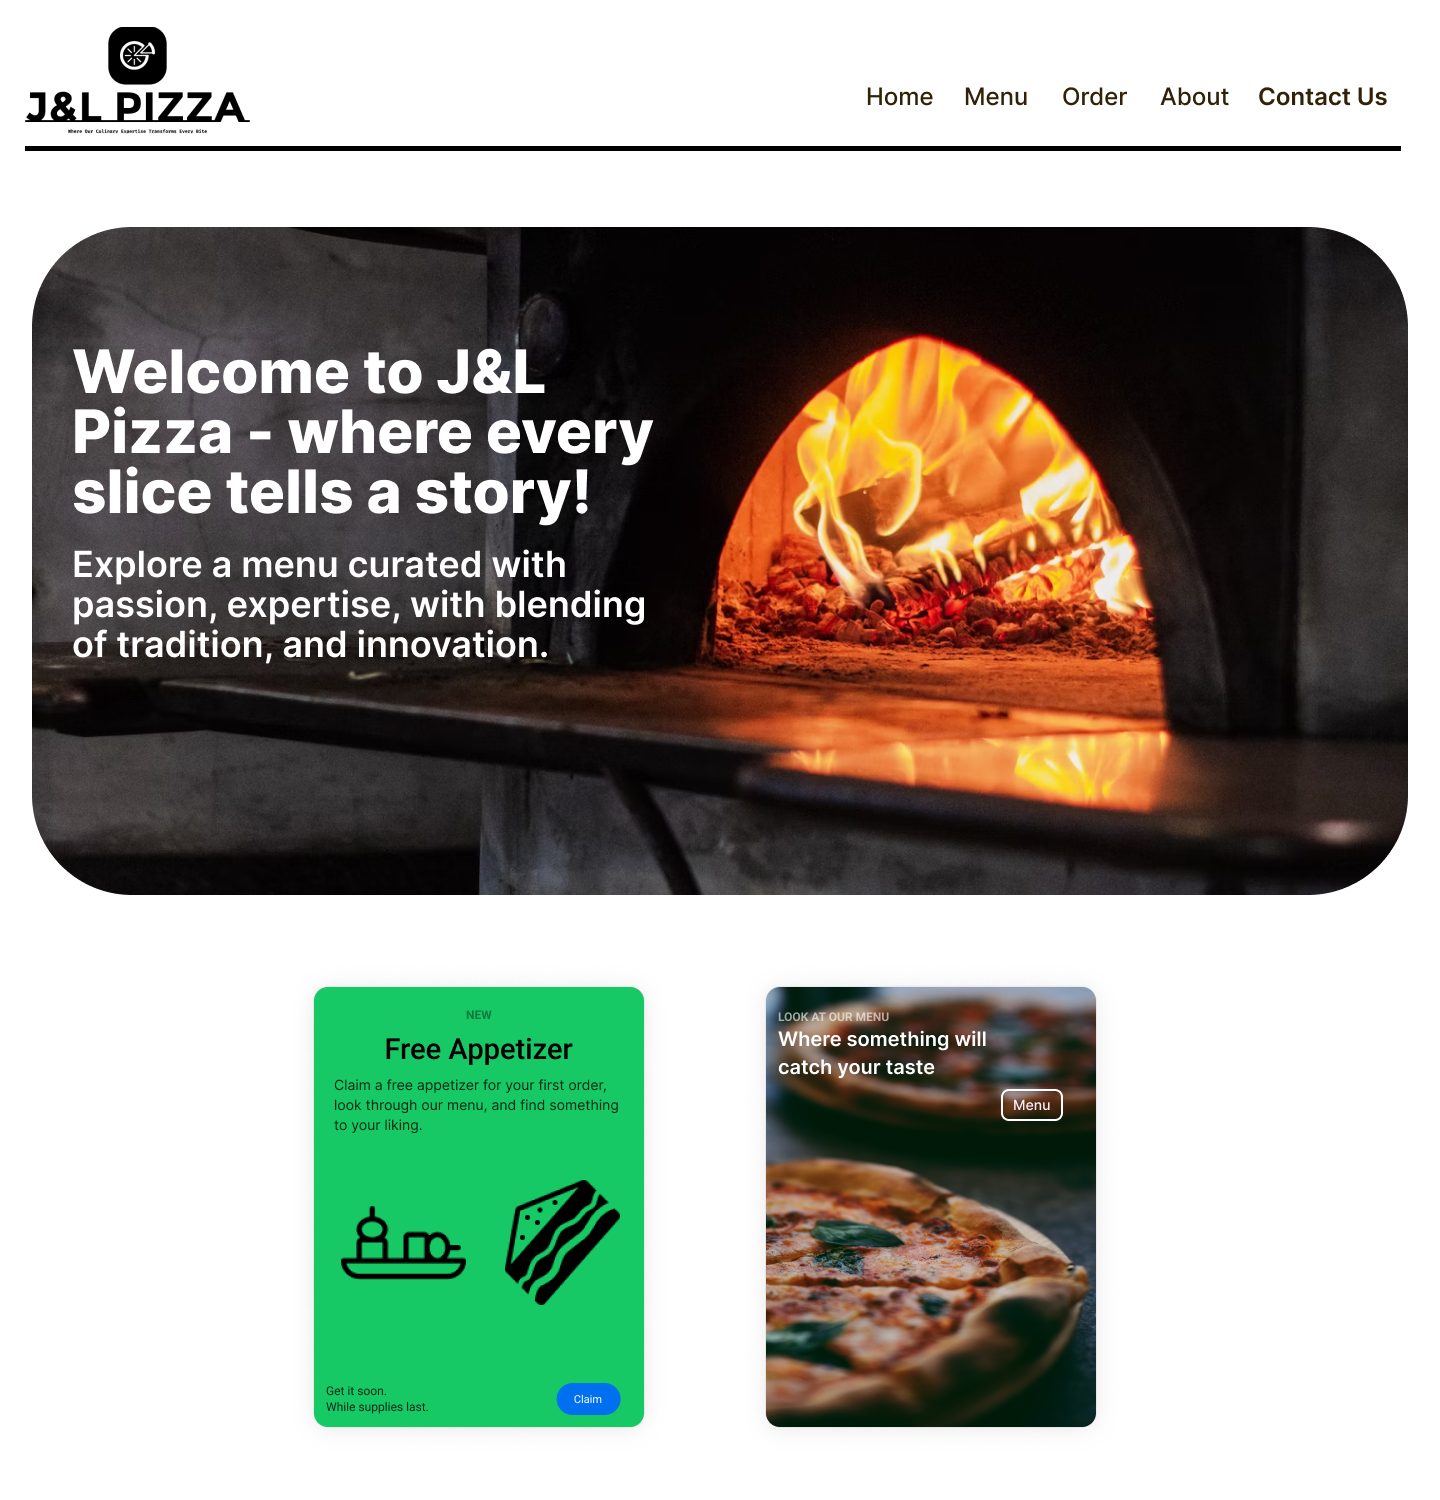 J&L PIZZA
Where Our Culinary Expertise Transforms Every Bite
Home Menu Order About Contact Us
Welcome to J&L
Pizza - where every
slice tells a story!
Explore a menu curated with
passion, expertise, with blending
of tradition, and innovation.
NEW
Free Appetizer
Claim a free appetizer for your first order,
look through our menu, and find something
to your liking.
Get it soon.
While supplies last.
Claim
LOOK AT OUR MENU
Where something will
catch your taste
Menu